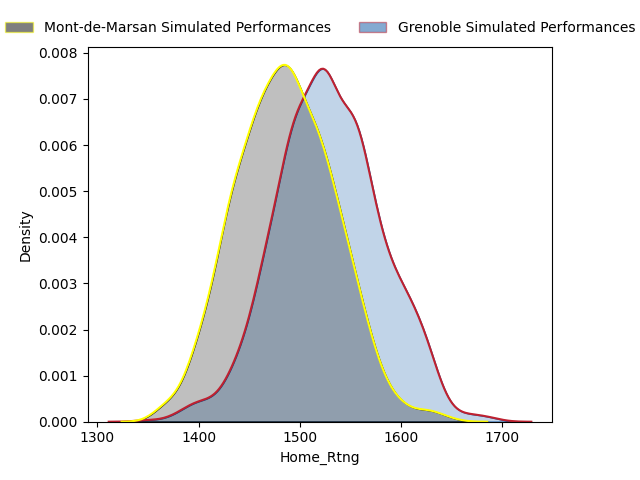 Mont-de-Marsan Simulated Performances Grenoble Simulated Performances
0.008
0.007
0.006
0.005
0.004
0.003
0.002
0.001
0.000
Density
1300 1400 1500 1600 1700
Home_Rtng